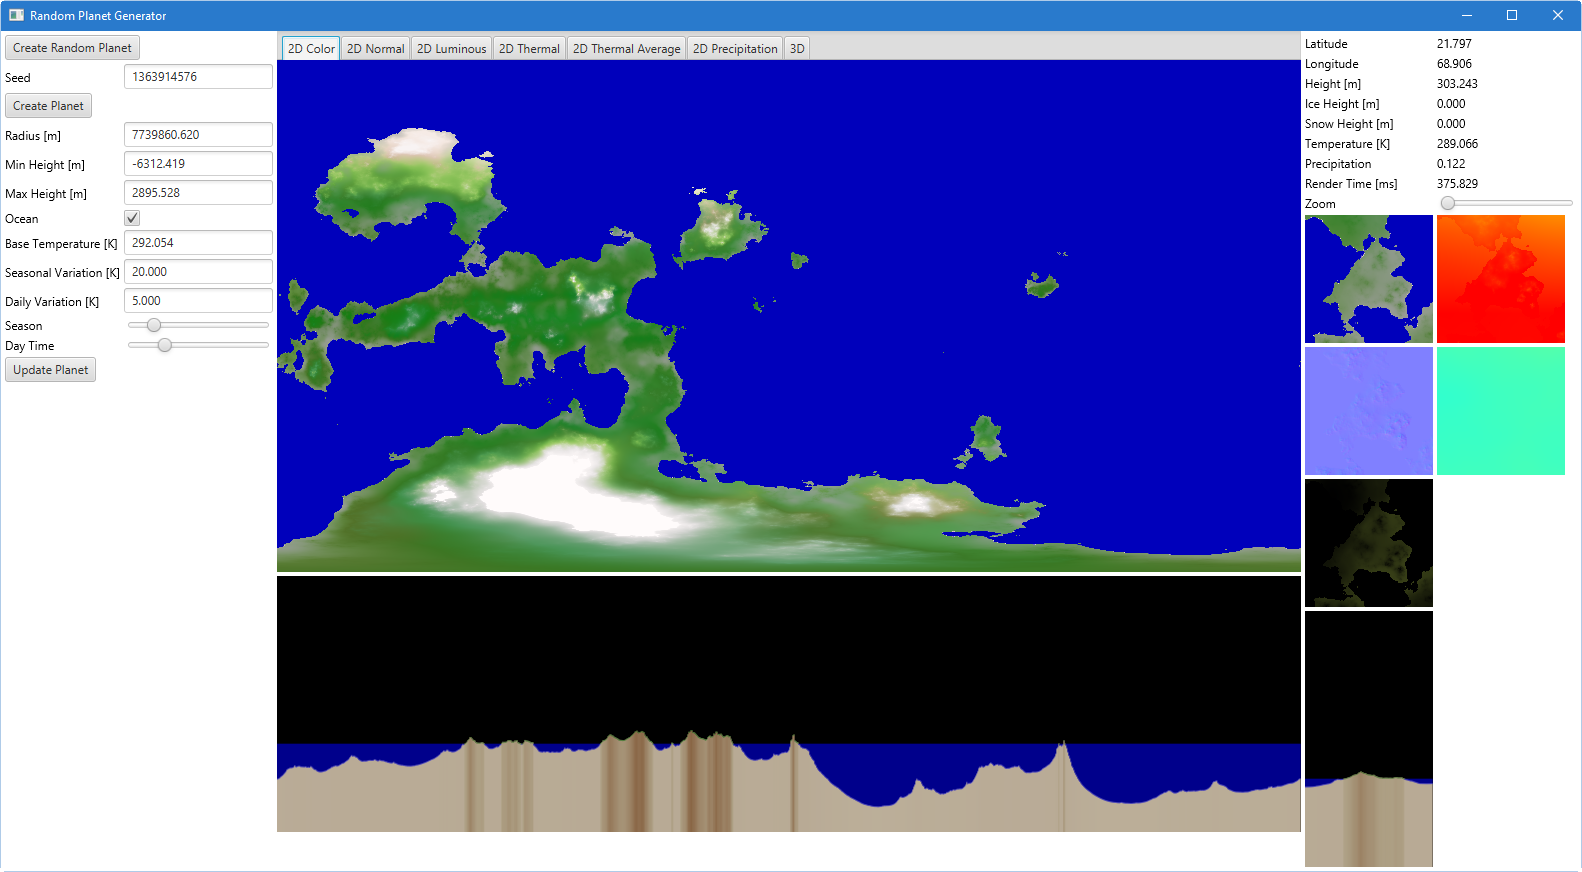 Random Planet Generator
Create Random Planet
Seed 1363914576
Create Planet
Radius [m] 7739860.620
Min Height [m] -6312.419
Max Height [m] 2895.528
Ocean
Base Temperature [K] 292.054
Seasonal Variation [K] 20.000
Daily Variation [K] 5.000
Season
Day Time
Update Planet
2D Color 2D Normal 2D Luminous 2D Thermal 2D Thermal Average 2D Precipitation 3D
Latitude 21.797
Longitude 68.906
Height [m] 303.243
Ice Height [m] 0.000
Snow Height [m] 0.000
Temperature [K] 289.066
Precipitation 0.122
Render Time [ms] 375.829
Zoom